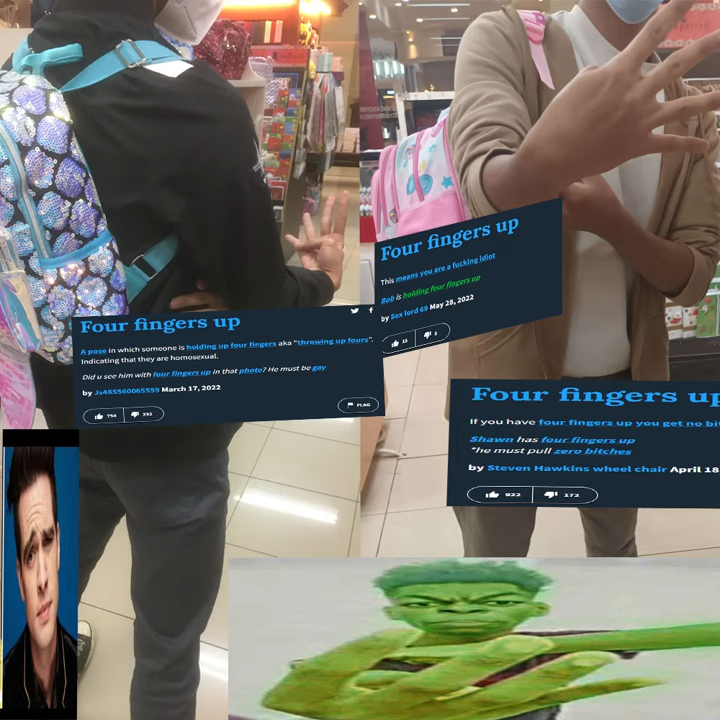 Four fingers up
A pose in which someone is holding up four fingers aka "throwing up fours".
Indicating that they are homosexual.
Did u see him with four fingers up in that photo? He must be gay
by Js485560065559 March 17, 2022
754
233
FLAG
Four fingers up
This means you are a fucking idiot
Bob is holding four fingers up
by Sex lord 69 May 28, 2022
Four fingers up
If you have four fingers up you get no
Shawn has four fingers up
*he must pull zero bitches
by Steven Hawkins wheel chair April 18
922
172